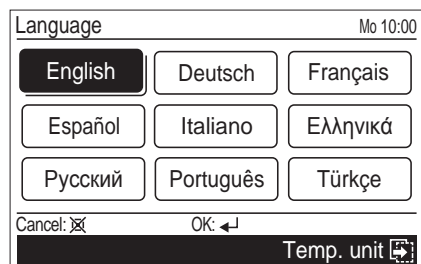 Language Mo 10:00
English Deutsch Français
Español Italiano Ελληνικά
Русский Português Türkçe
Cancel: OK:
Temp. unit